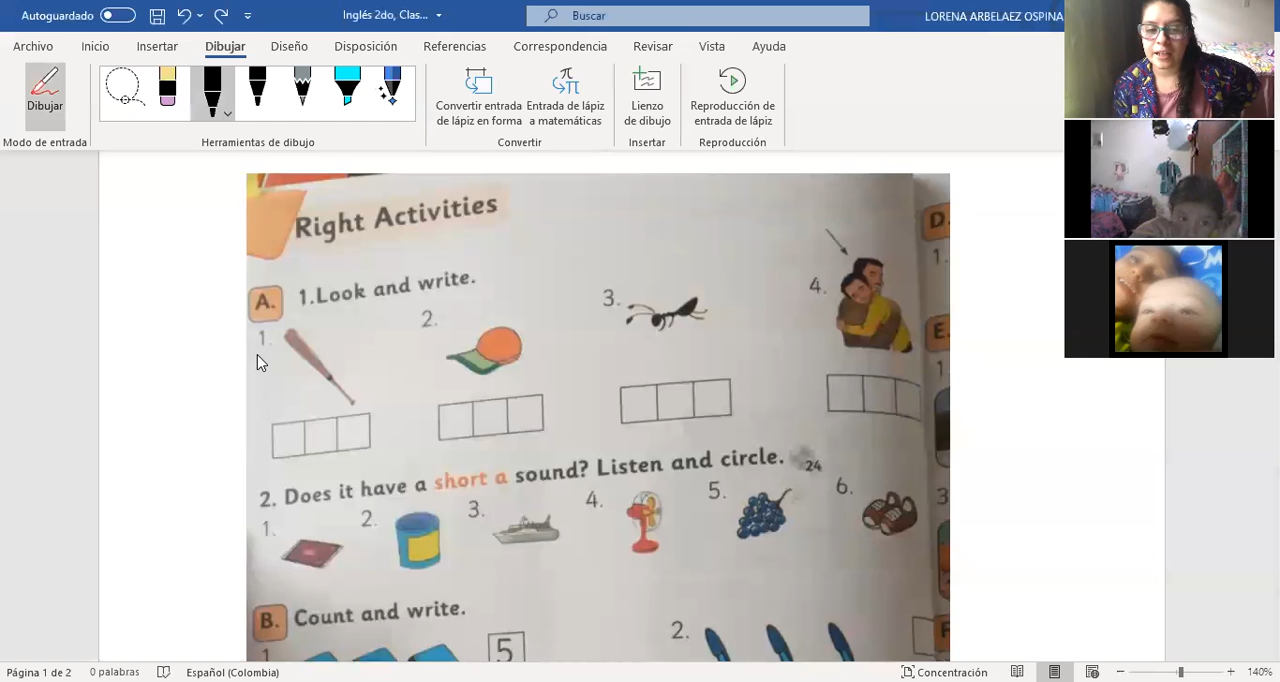 Autoguardado
Inglés 2do, Clas...
Buscar
LORENA ARBELAEZ OSPINA
Archivo Inicio Insertar Dibujar Diseño Disposición Referencias Correspondencia Revisar Vista Ayuda
Dibujar
Convertir entrada de lápiz en forma
Entrada de lápiz a matemáticas
Lienzo de dibujo
Reproducción de entrada de lápiz
Modo de entrada
Herramientas de dibujo
Convertir
Insertar
Reproducción
Right Activities
A. 1.Look and write.
1.
2.
3.
4.
2. Does it have a short a sound? Listen and circle. 24
1.
2.
3.
4.
5.
6.
B. Count and write.
1.
5
2.
D.
1.
E.
1
3
F
Página 1 de 2 0 palabras Español (Colombia) Concentración 140%